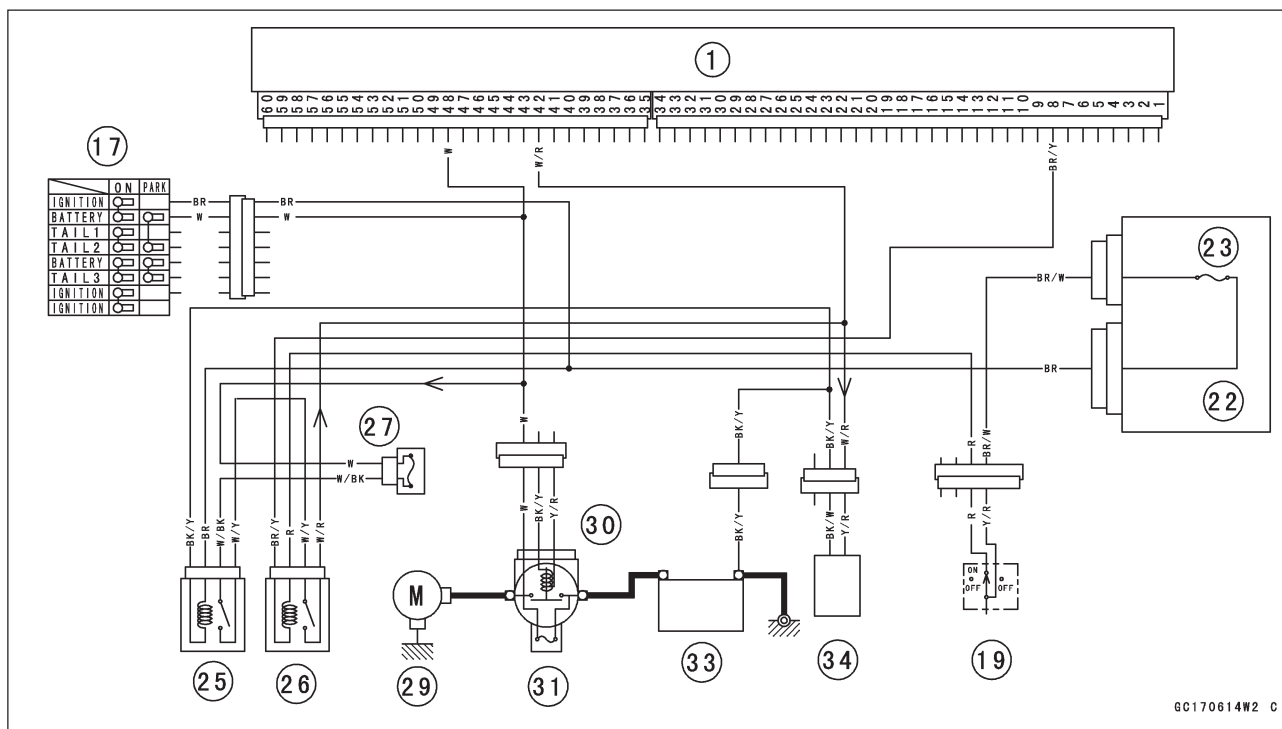 1
60 59 58 57 56 55 54 53 52 51 50 49 48 47 46 45 44 43 42 41 40 39 38 37 36 35 34 33 32 31 30 29 28 27 26 25 24 23 22 21 20 19 18 17 16 15 14 13 12 11 10 9 8 7 6 5 4 3 2 1
W
W/R
BR/Y
17
ON PARK
IGNITION
BATTERY
TAIL1
TAIL2
BATTERY
TAIL3
IGNITION
IGNITION
BR
BR
W
W
23
BR/W
BR
22
27
W
W/BK
W
BK/Y
BK/Y
W/R
R
BR/W
BK/Y
BR
W/BK
W/Y
BR/Y
R
W/Y
W/R
W
BK/Y
Y/R
30
BK/Y
BK/W
Y/R
R
Y/R
M
ON
OFF
OFF
25
26
29
31
33
34
19
GC170614W2 C